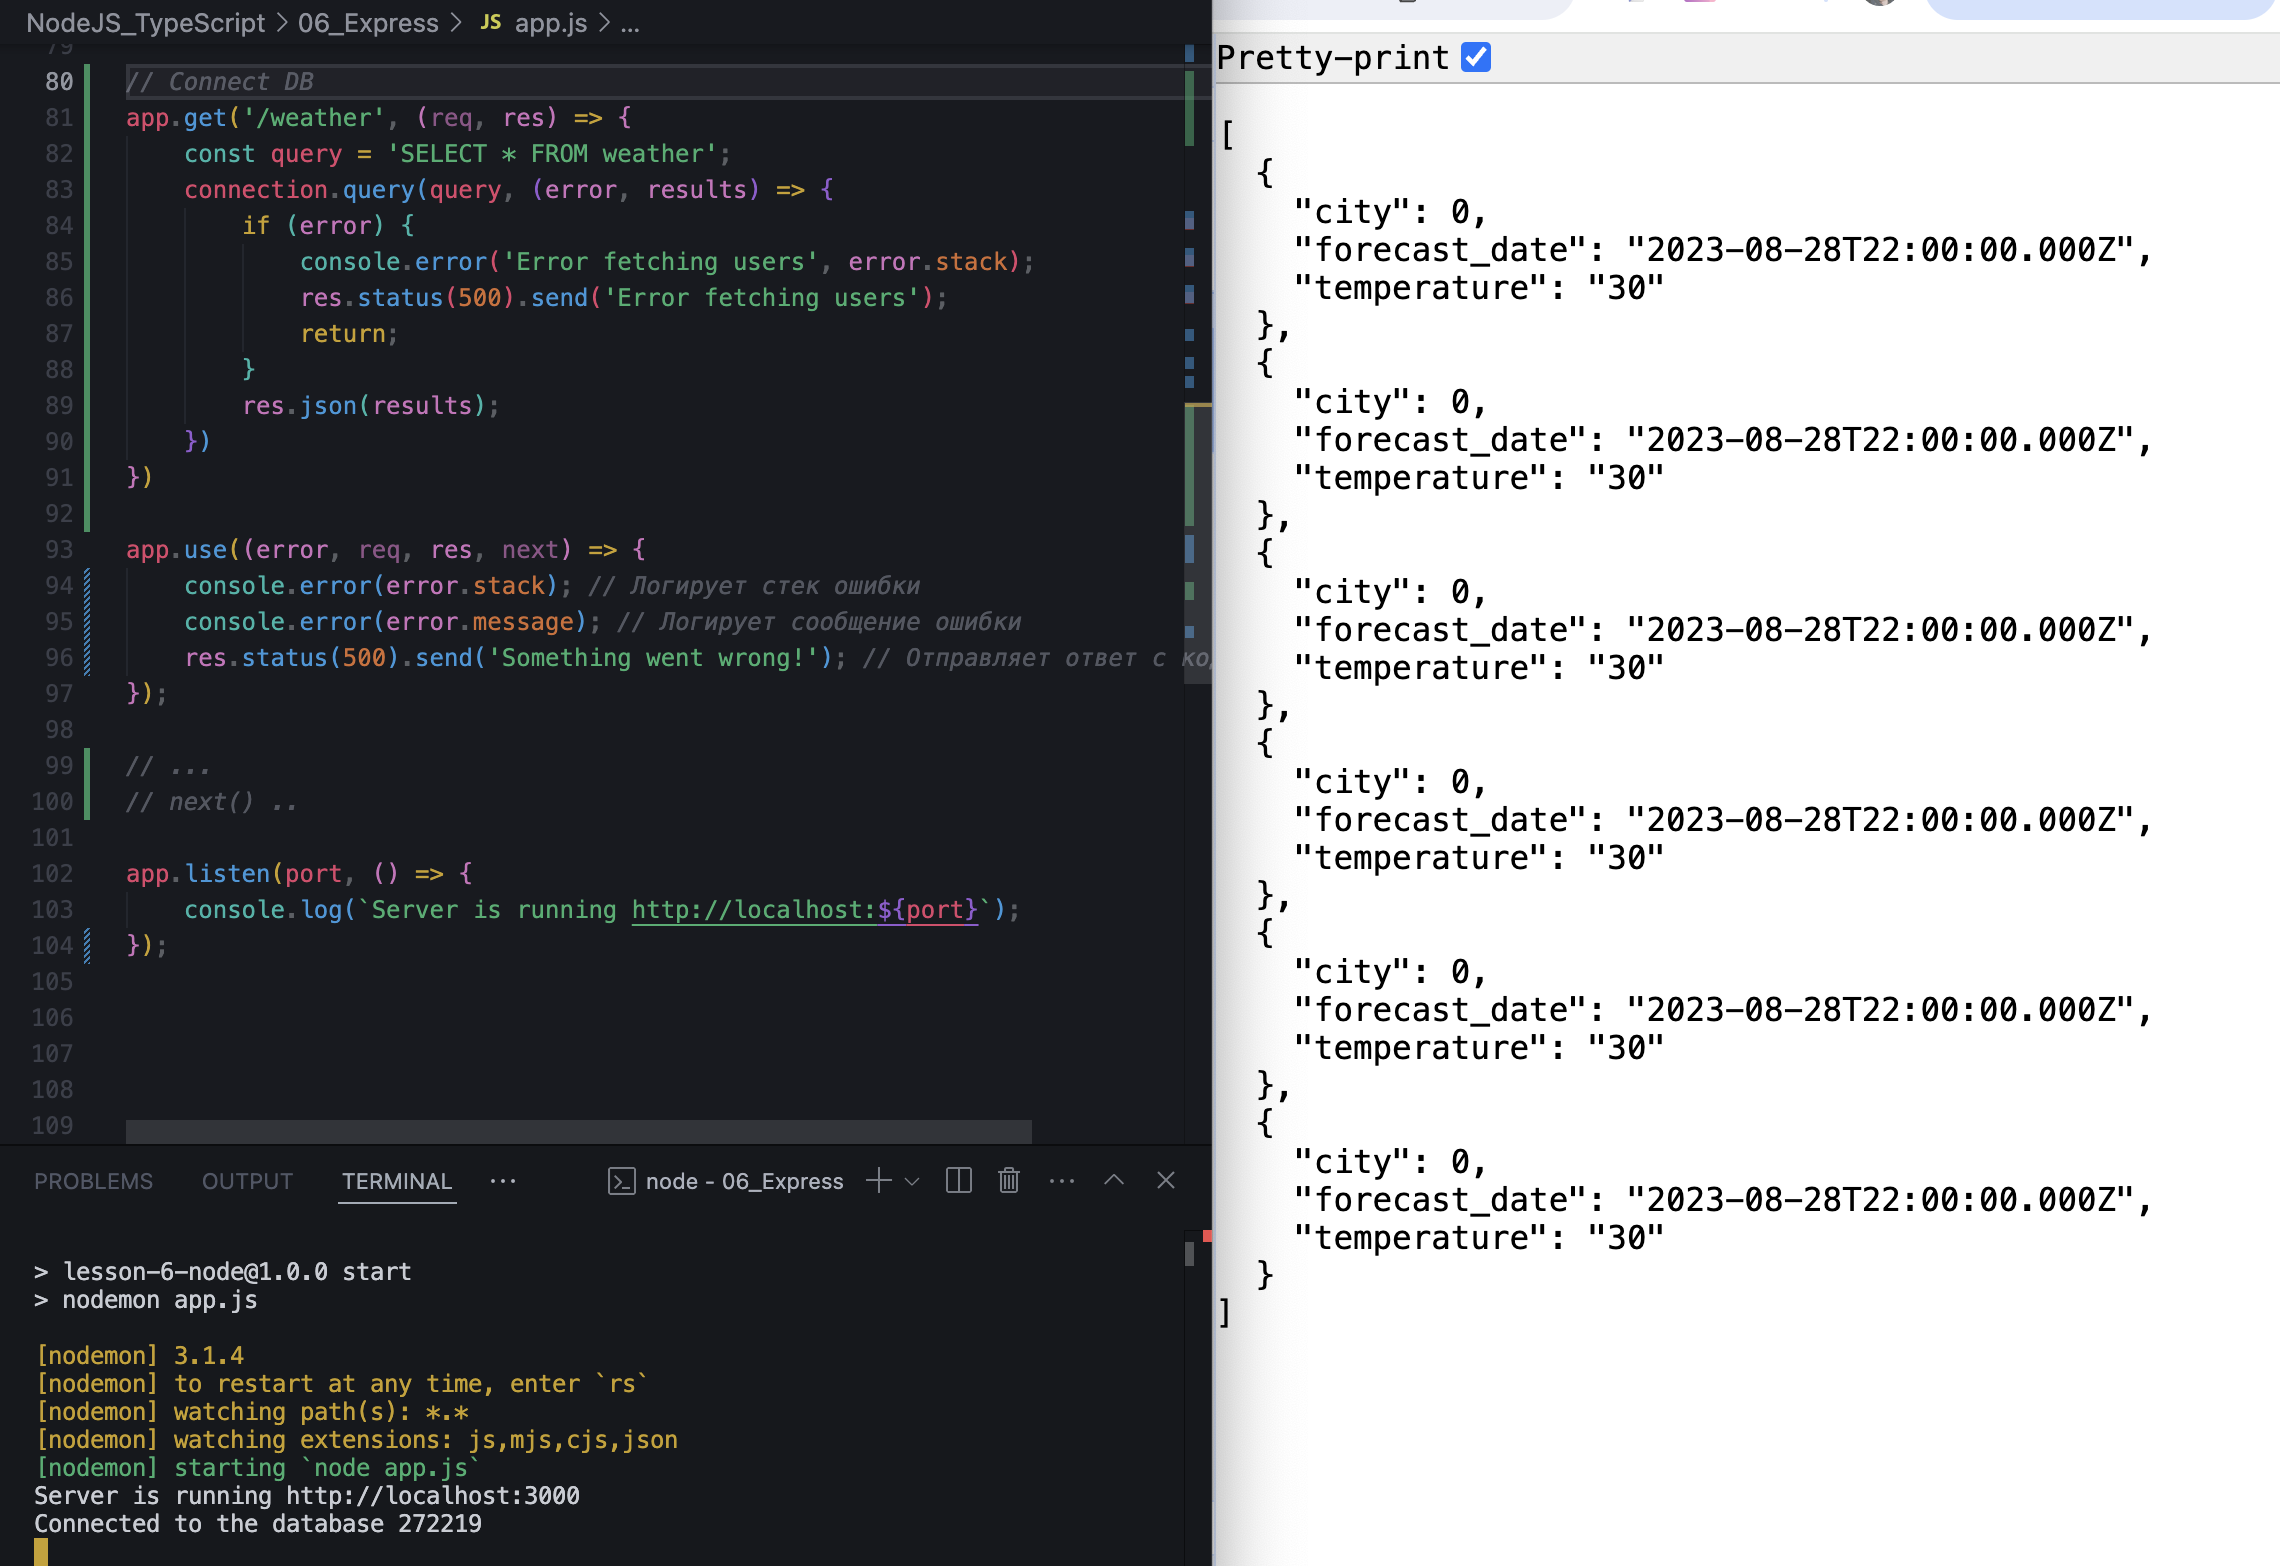 NodeJS_TypeScript > 06_Express > JS app.js > ...
79
80 // Connect DB
81 app.get('/weather', (req, res) => {
82     const query = 'SELECT * FROM weather';
83     connection.query(query, (error, results) => {
84         if (error) {
85             console.error('Error fetching users', error.stack);
86             res.status(500).send('Error fetching users');
87             return;
88         }
89         res.json(results);
90     })
91 })
92
93 app.use((error, req, res, next) => {
94     console.error(error.stack); // Логирует стек ошибки
95     console.error(error.message); // Логирует сообщение ошибки
96     res.status(500).send('Something went wrong!'); // Отправляет ответ с
97 });
98
99 // ...
100 // next() ..
101
102 app.listen(port, () => {
103     console.log(`Server is running http://localhost:${port}`);
104 });
105
106
107
108
109
PROBLEMS OUTPUT TERMINAL ... node - 06_Express
> lesson-6-node@1.0.0 start
> nodemon app.js
[nodemon] 3.1.4
[nodemon] to restart at any time, enter `rs`
[nodemon] watching path(s): *.*
[nodemon] watching extensions: js,mjs,cjs,json
[nodemon] starting `node app.js`
Server is running http://localhost:3000
Connected to the database 272219
Pretty-print
[
  {
    "city": 0,
    "forecast_date": "2023-08-28T22:00:00.000Z",
    "temperature": "30"
  },
  {
    "city": 0,
    "forecast_date": "2023-08-28T22:00:00.000Z",
    "temperature": "30"
  },
  {
    "city": 0,
    "forecast_date": "2023-08-28T22:00:00.000Z",
    "temperature": "30"
  },
  {
    "city": 0,
    "forecast_date": "2023-08-28T22:00:00.000Z",
    "temperature": "30"
  },
  {
    "city": 0,
    "forecast_date": "2023-08-28T22:00:00.000Z",
    "temperature": "30"
  },
  {
    "city": 0,
    "forecast_date": "2023-08-28T22:00:00.000Z",
    "temperature": "30"
  }
]